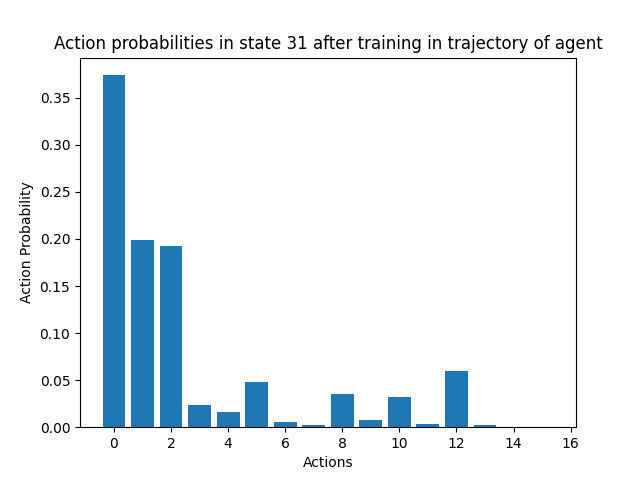 Action probabilities in state 31 after training in trajectory of agent
0.35
0.30
0.25
0.20
0.15
0.10
0.05
0.00
Action Probability
0 2 4 6 8 10 12 14 16
Actions